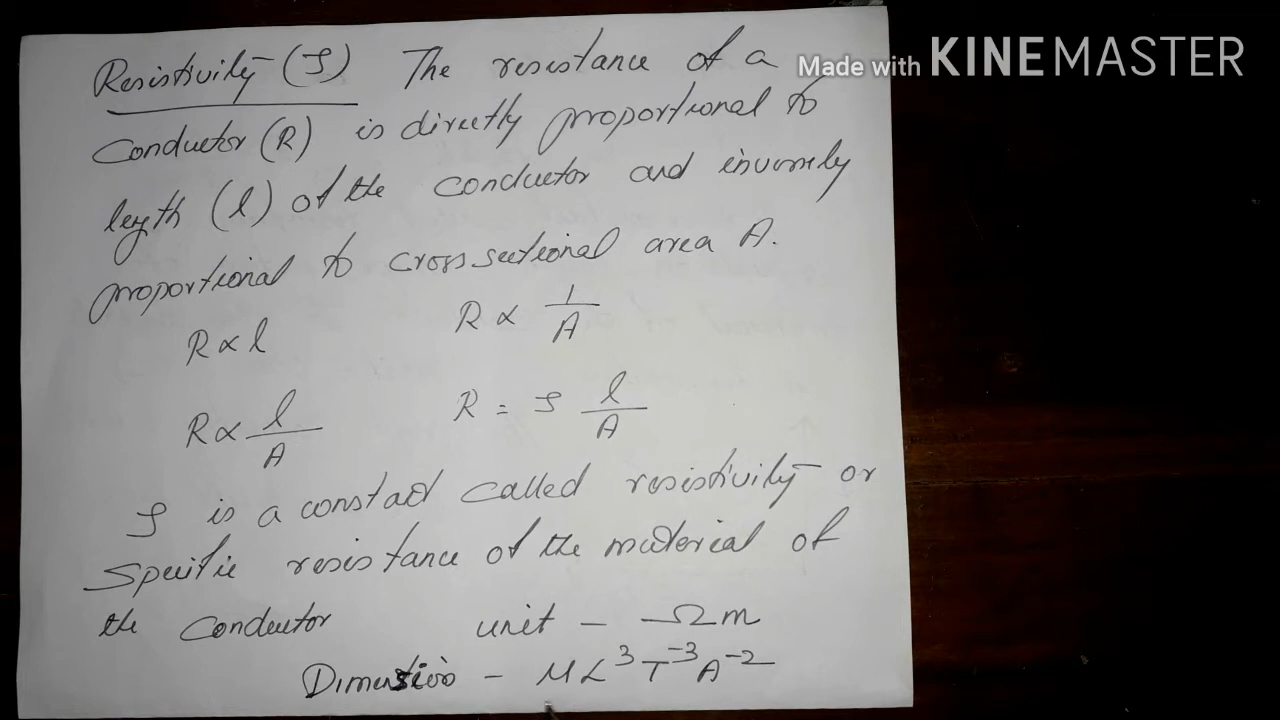 Resistivity (ρ) The resistance of a
Made with KINEMASTER
Conductor (R) is directly proportional to
length (l) of the conductor and inversely
proportional to cross sectional area A.
R ∝ l    R ∝ 1/A
R ∝ l/A    R = ρ l/A
ρ is a constant called resistivity or
Specific resistance of the material of
the Conductor    unit – Ωm
Dimension – ML³T⁻³A⁻²